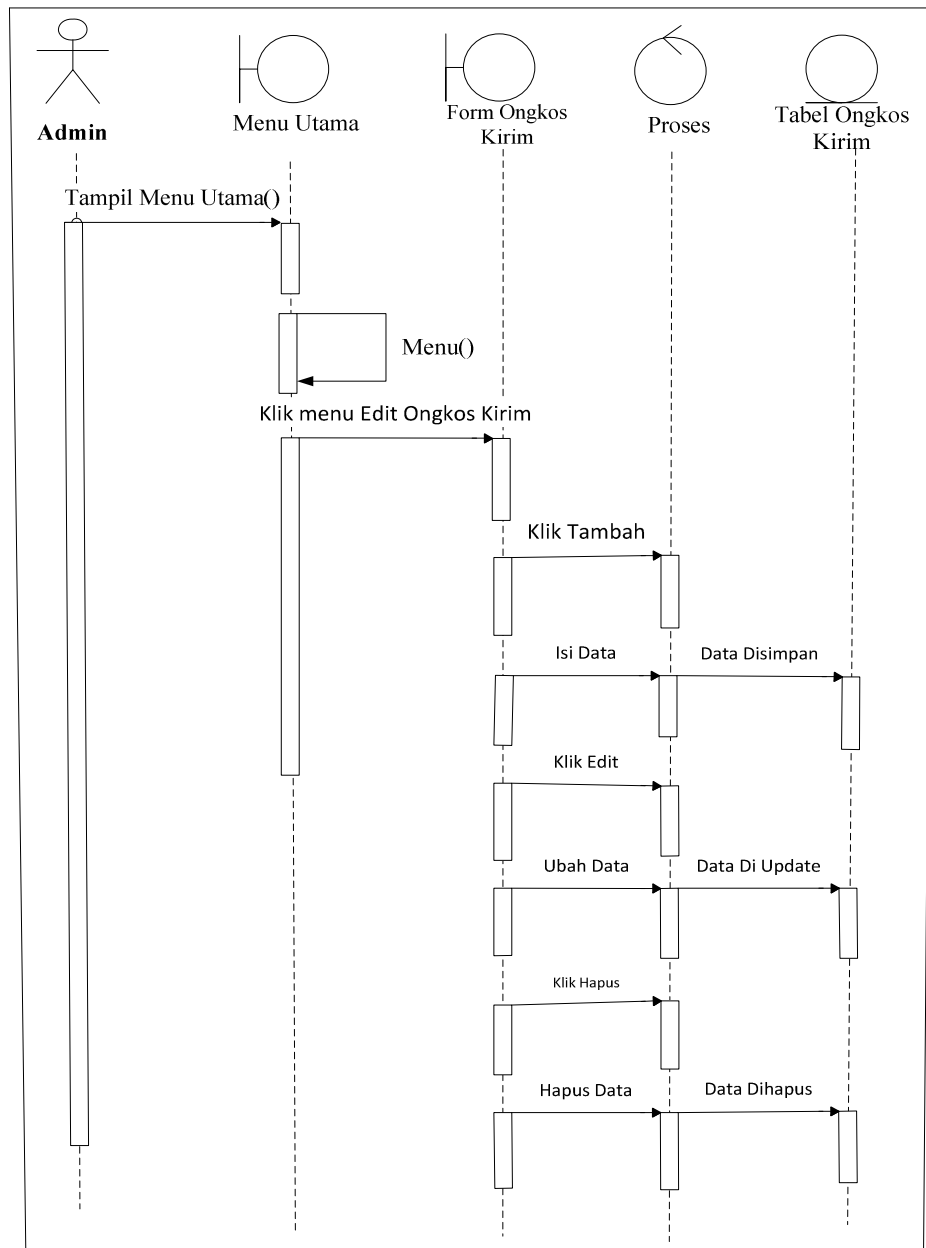 Admin
Menu Utama
Form Ongkos
Kirim
Proses
Tabel Ongkos
Kirim
Tampil Menu Utama()
Menu()
Klik menu Edit Ongkos Kirim
Klik Tambah
Isi Data
Data Disimpan
Klik Edit
Ubah Data
Data Di Update
Klik Hapus
Hapus Data
Data Dihapus